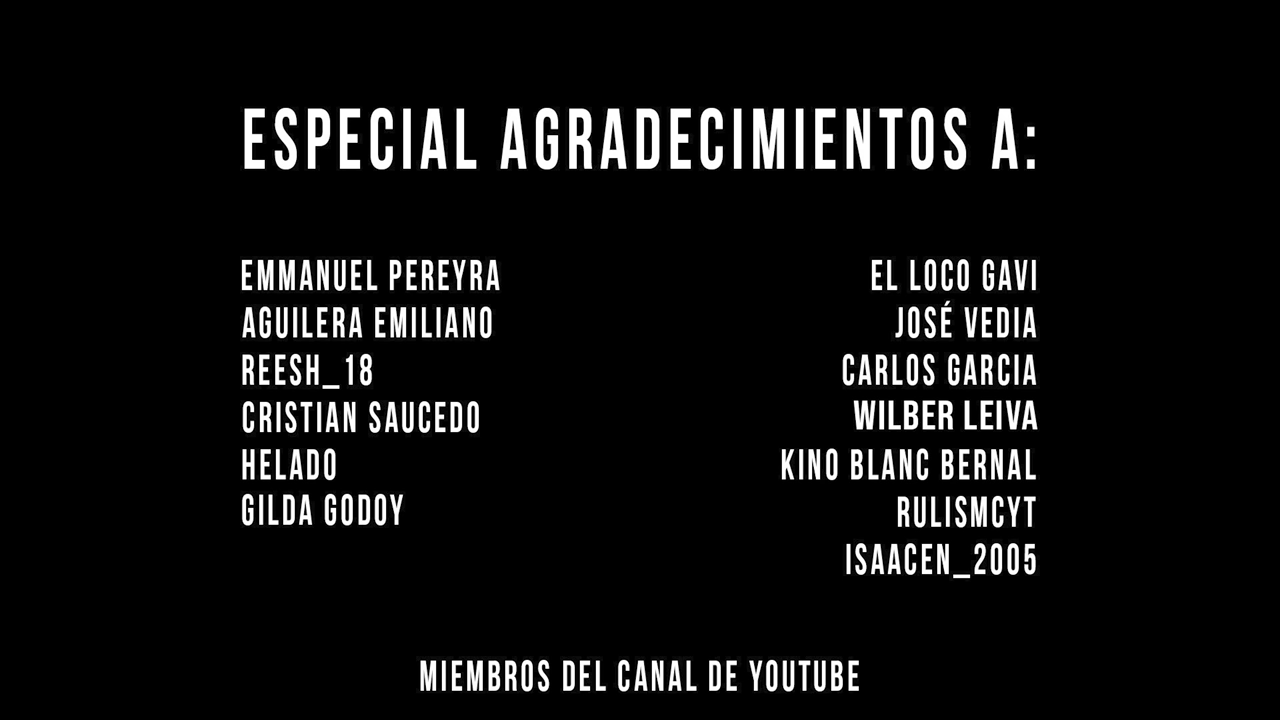 ESPECIAL AGRADECIMIENTOS A:
EMMANUEL PEREYRA
AGUILERA EMILIANO
REESH_18
CRISTIAN SAUCEDO
HELADO
GILDA GODOY
EL LOCO GAVI
JOSÉ VEDIA
CARLOS GARCIA
WILBER LEIVA
KINO BLANC BERNAL
RULISMCYT
ISAACEN_2005
MIEMBROS DEL CANAL DE YOUTUBE